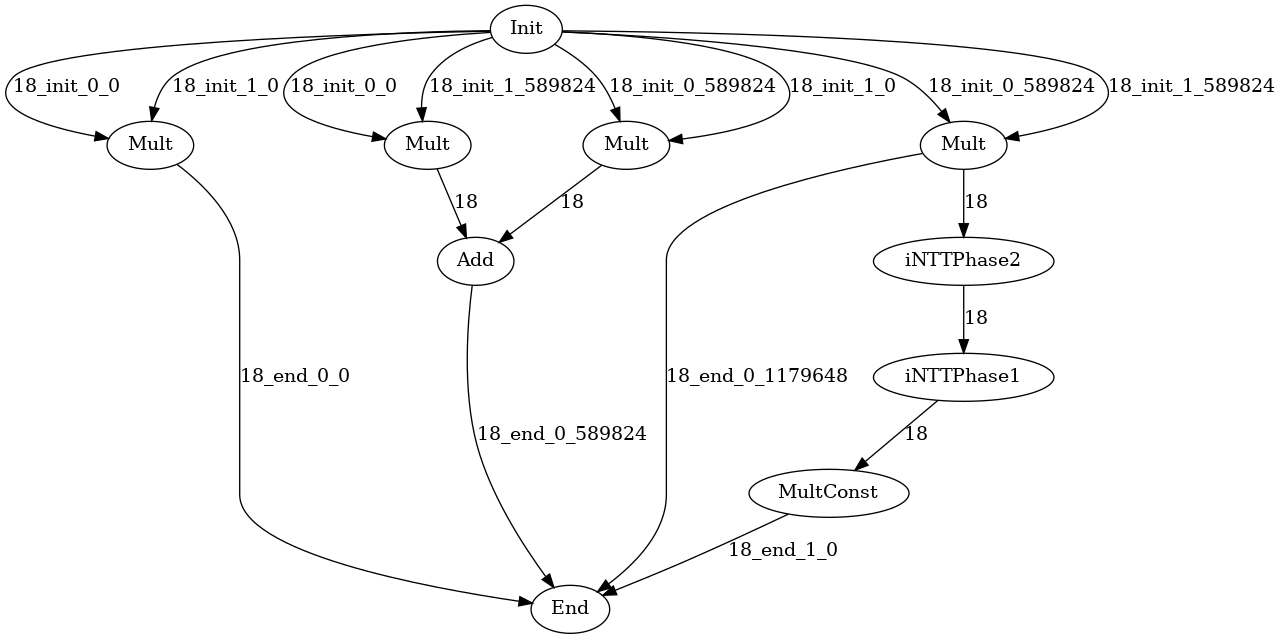 Init
18_init_0_0
18_init_1_0
18_init_0_0
18_init_1_589824
18_init_0_589824
18_init_1_0
18_init_0_589824
18_init_1_589824
Mult
Mult
Mult
Mult
18
18
18
Add
iNTTPhase2
18
18_end_0_0
18_end_0_1179648
iNTTPhase1
18_end_0_589824
18
MultConst
18_end_1_0
End